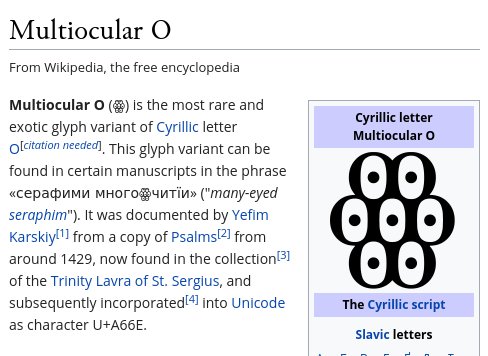 Multiocular O
From Wikipedia, the free encyclopedia
Multiocular O (ꙮ) is the most rare and
exotic glyph variant of Cyrillic letter
O[citation needed]. This glyph variant can be
found in certain manuscripts in the phrase
«серафими многоꙮчитїи» ("many-eyed
seraphim"). It was documented by Yefim
Karskiy[1] from a copy of Psalms[2] from
around 1429, now found in the collection[3]
of the Trinity Lavra of St. Sergius, and
subsequently incorporated[4] into Unicode
as character U+A66E.
Cyrillic letter
Multiocular O
ꙮ
The Cyrillic script
Slavic letters